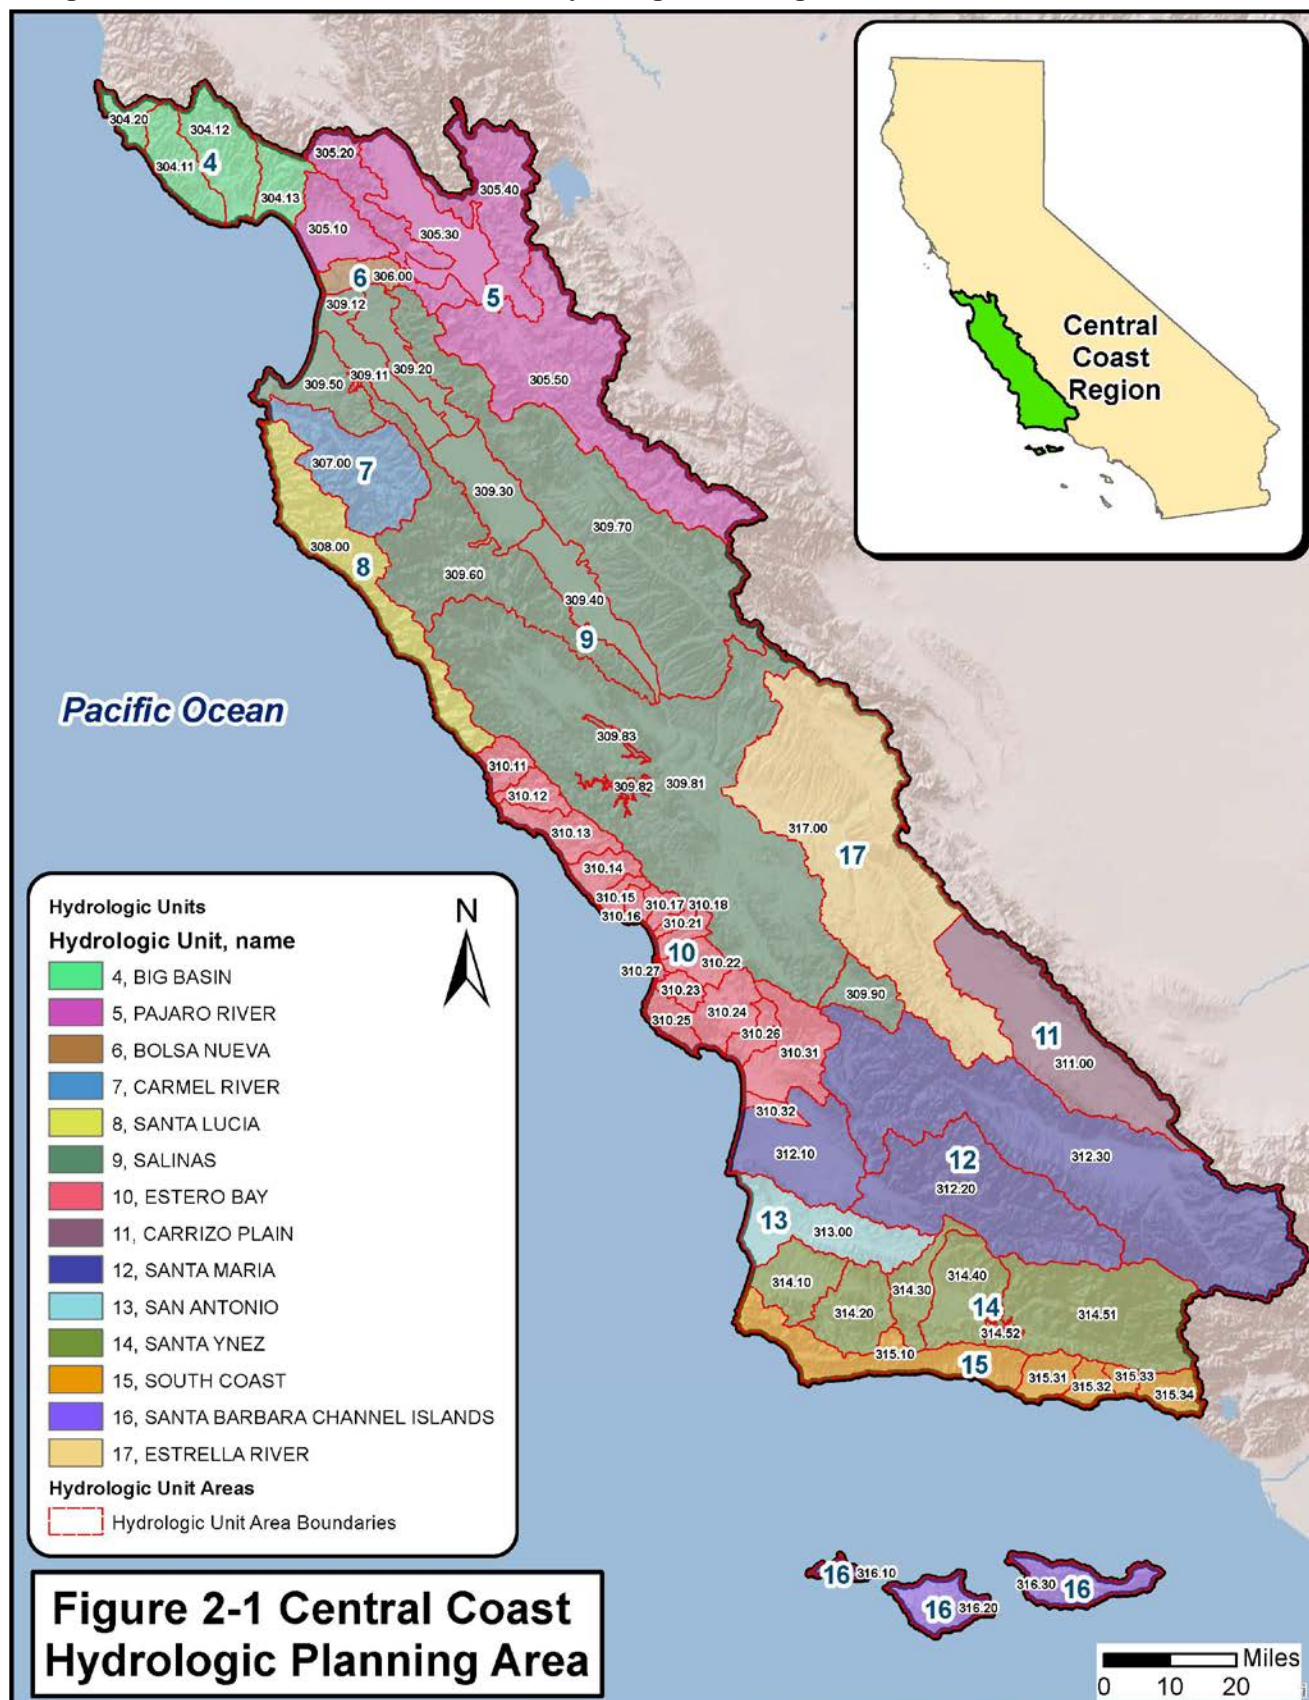 304.20
304.12
304.11
4
304.13
305.20
305.40
305.10
305.30
6
306.00
5
309.12
309.11
309.20
309.50
305.50
307.00
7
309.30
309.70
308.00
8
309.60
309.40
9
Pacific Ocean
309.83
310.11
309.82
309.81
310.12
310.13
317.00
17
310.14
310.15
310.17
310.18
310.16
310.21
10
310.22
310.27
310.23
309.90
310.24
310.25
310.26
310.31
11
311.00
310.32
312.10
12
312.30
312.20
13
313.00
314.10
314.30
314.40
314.20
14
314.51
314.52
315.10
15
315.31
315.33
315.32
315.34
16
316.10
316.30
16
16
316.20
Central
Coast
Region
Hydrologic Units
Hydrologic Unit, name
N
4, BIG BASIN
5, PAJARO RIVER
6, BOLSA NUEVA
7, CARMEL RIVER
8, SANTA LUCIA
9, SALINAS
10, ESTERO BAY
11, CARRIZO PLAIN
12, SANTA MARIA
13, SAN ANTONIO
14, SANTA YNEZ
15, SOUTH COAST
16, SANTA BARBARA CHANNEL ISLANDS
17, ESTRELLA RIVER
Hydrologic Unit Areas
Hydrologic Unit Area Boundaries
Figure 2-1 Central Coast
Hydrologic Planning Area
Miles
0 10 20